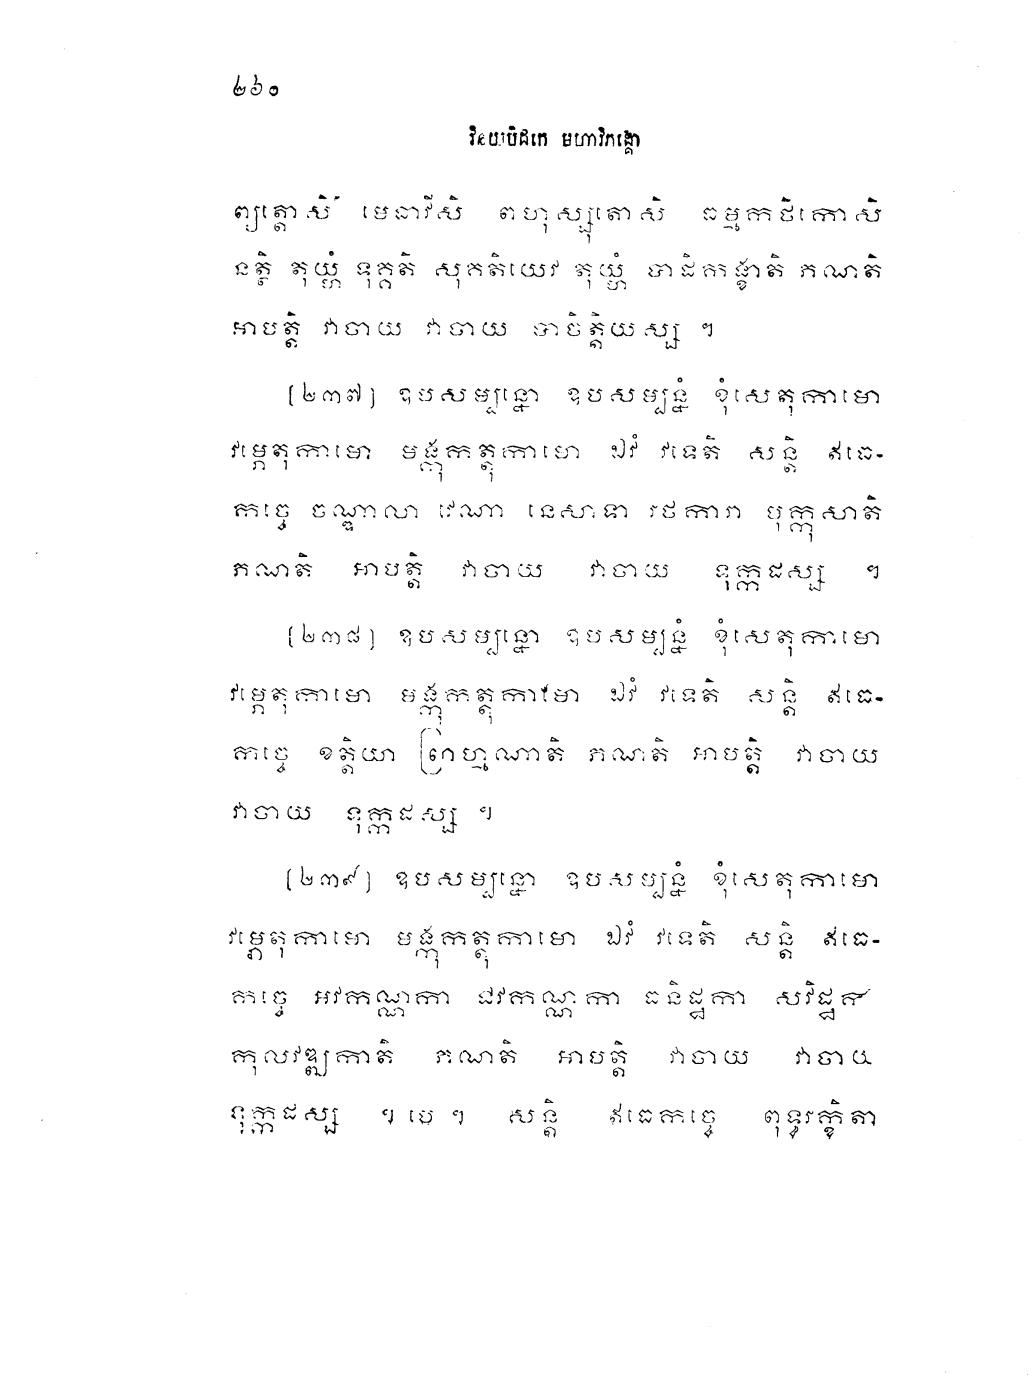 ២៦០
វិនយបិដកេ មហាវិភង្គោ
ព្យត្តោសិ មេធាវីសិ ពហុស្សុតោសិ ធម្មកថិកោសិ
នត្ថិ តុយ្ហំ ទុគ្គតិ សុគតិយេវ តុយ្ហំ បាដិកង្ខាតិ ភណតិ
អាបត្តិ វាចាយ វាចាយ បាចិត្តិយស្ស ។
[២៣៧] ឧបសម្បន្នោ ឧបសម្បន្នំ ខុំសេតុកាមោ
វម្ភេតុកាមោ មង្កុកត្តុកាមោ ឯវំ វទេតិ សន្តិ ឥធេ-
កច្ចេ ចណ្ឌាលា វេណា នេសាទា រថការា បុក្កុសាតិ
ភណតិ អាបត្តិ វាចាយ វាចាយ ទុក្កដស្ស ។
[២៣៨] ឧបសម្បន្នោ ឧបសម្បន្នំ ខុំសេតុកាមោ
វម្ភេតុកាមោ មង្កុកត្តុកាមោ ឯវំ វទេតិ សន្តិ ឥធេ-
កច្ចេ ខត្តិយា ព្រាហ្មណាតិ ភណតិ អាបត្តិ វាចាយ
វាចាយ ទុក្កដស្ស ។
[២៣៩] ឧបសម្បន្នោ ឧបសម្បន្នំ ខុំសេតុកាមោ
វម្ភេតុកាមោ មង្កុកត្តុកាមោ ឯវំ វទេតិ សន្តិ ឥធេ-
កច្ចេ អវកណ្ណកា ជវកណ្ណកា ធនិដ្ឋកា សវិដ្ឋកា
កុលវឌ្ឍកាតិ ភណតិ អាបត្តិ វាចាយ វាចាយ
ទុក្កដស្ស ។ បេ ។ សន្តិ ឥធេកច្ចេ ពុទ្ធរក្ខិតា